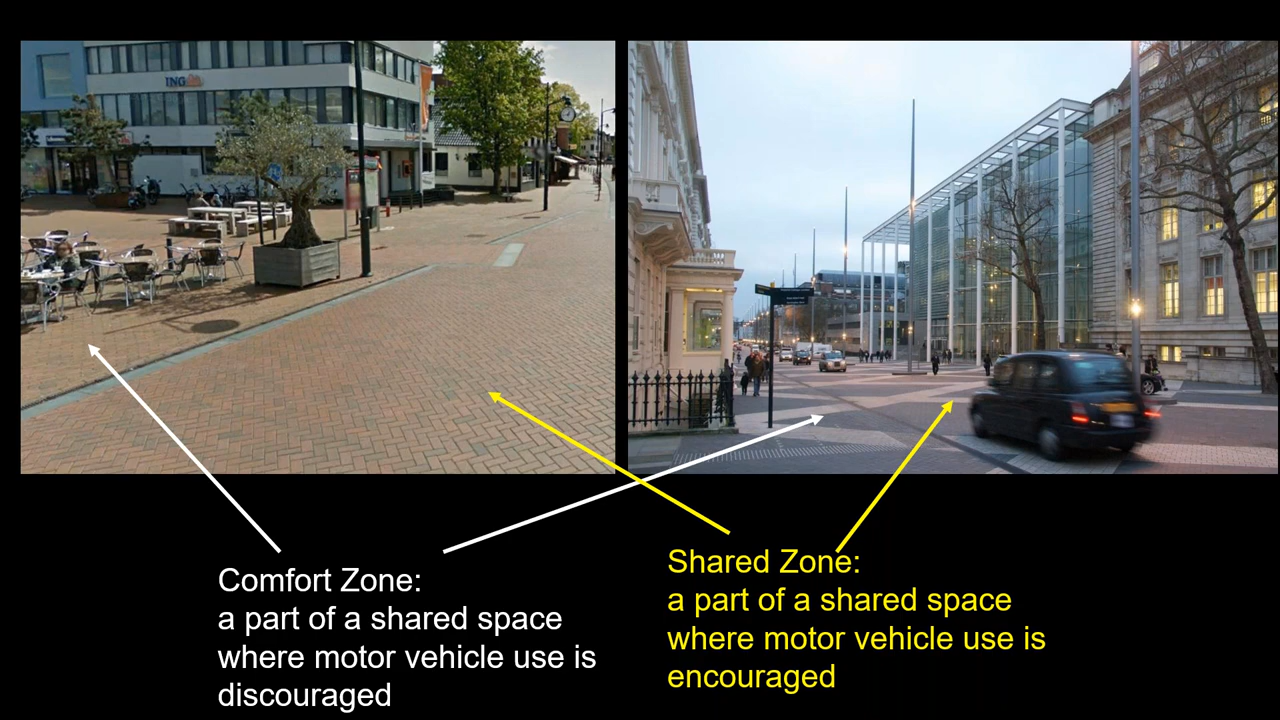 ING
Comfort Zone:
a part of a shared space
where motor vehicle use is
discouraged
Shared Zone:
a part of a shared space
where motor vehicle use is
encouraged